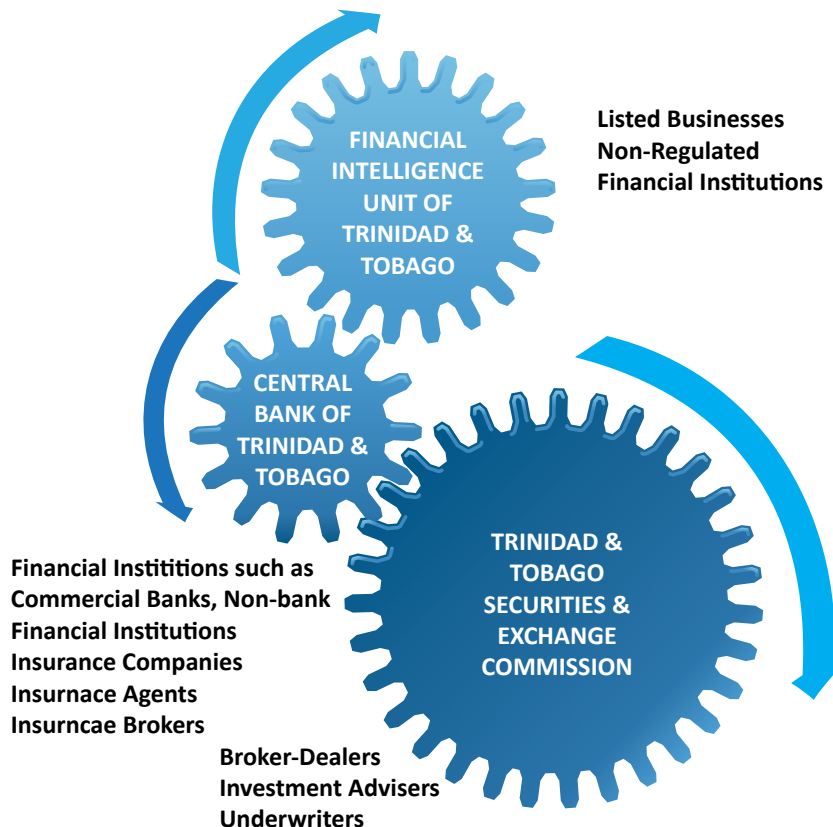 FINANCIAL
INTELLIGENCE
UNIT OF
TRINIDAD &
TOBAGO
Listed Businesses
Non-Regulated
Financial Institutions
CENTRAL
BANK OF
TRINIDAD &
TOBAGO
TRINIDAD &
TOBAGO
SECURITIES &
EXCHANGE
COMMISSION
Financial Instititions such as
Commercial Banks, Non-bank
Financial Institutions
Insurance Companies
Insurnace Agents
Insurncae Brokers
Broker-Dealers
Investment Advisers
Underwriters